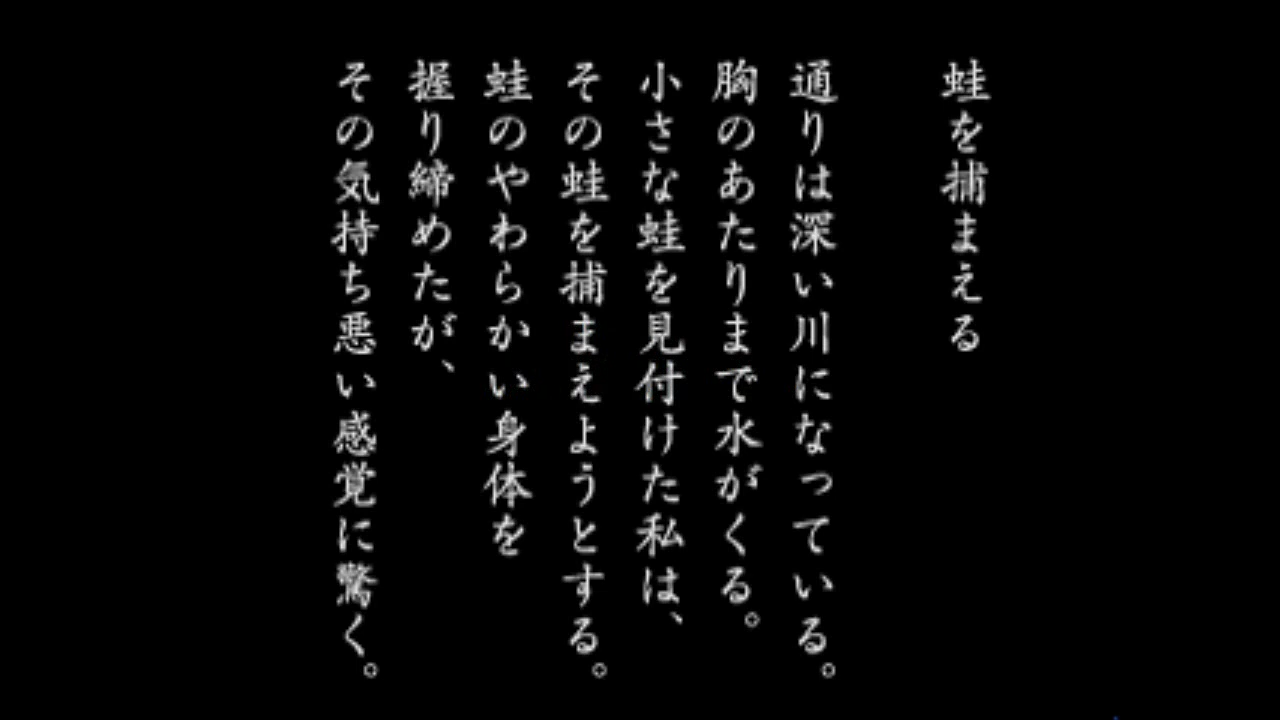 蛙を捕まえる
通りは深い川になっている。
胸のあたりまで水がくる。
小さな蛙を見付けた私は、
その蛙を捕まえようとする。
蛙のやわらかい身体を
握り締めたが、
その気持ち悪い感覚に驚く。